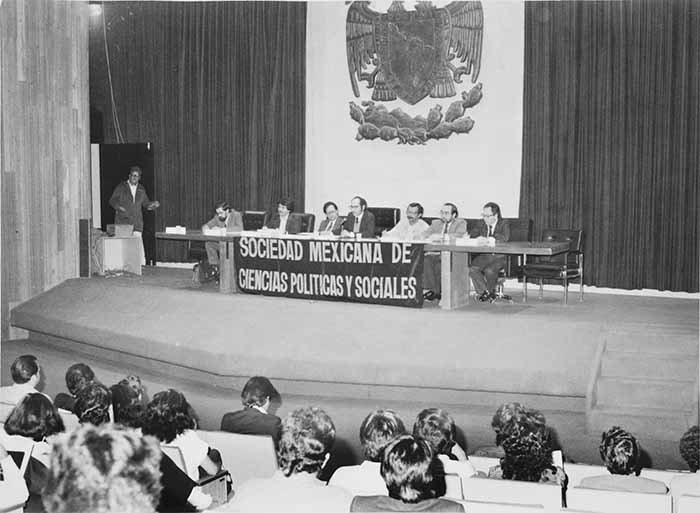 SOCIEDAD MEXICANA DE
CIENCIAS POLITICAS Y SOCIALES